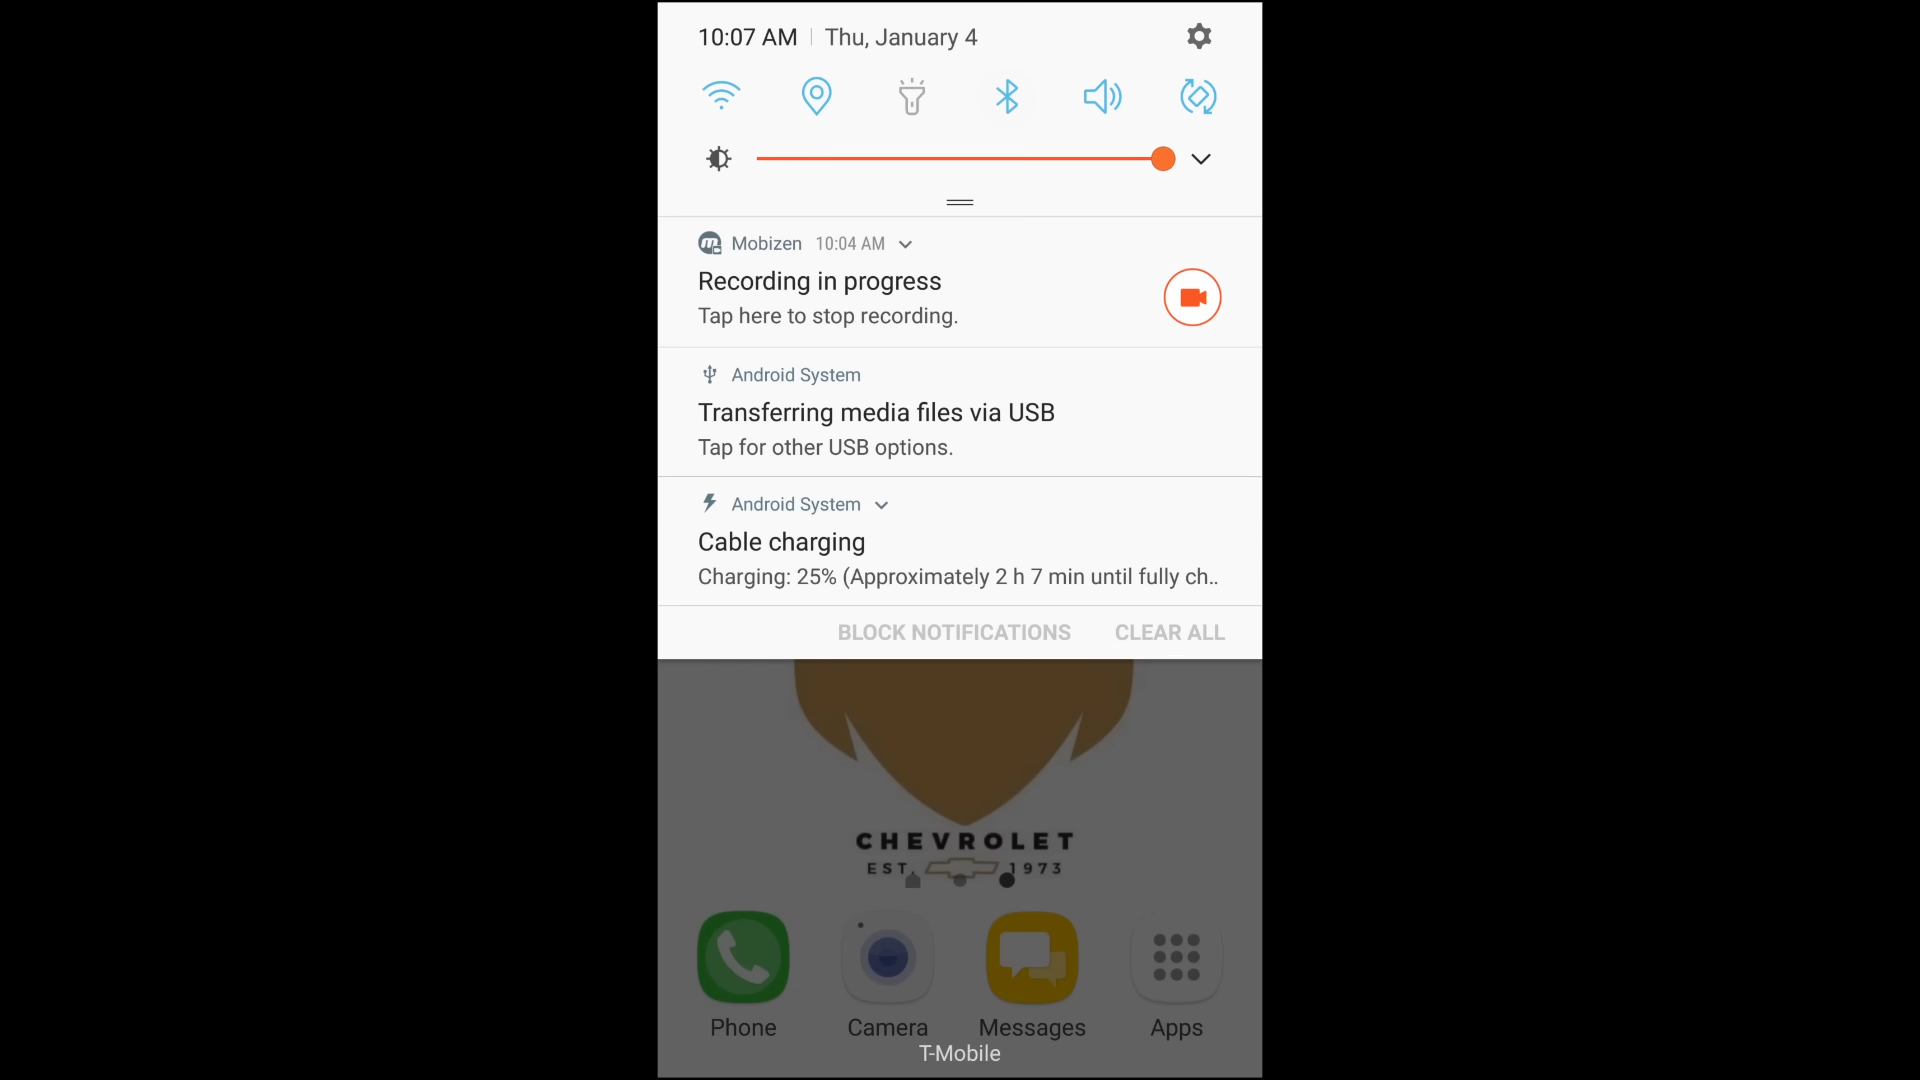 10:07 AM | Thu, January 4
Mobizen 10:04 AM
Recording in progress
Tap here to stop recording.
Android System
Transferring media files via USB
Tap for other USB options.
Android System
Cable charging
Charging: 25% (Approximately 2 h 7 min until fully ch..
BLOCK NOTIFICATIONS CLEAR ALL
CHEVROLET
EST. 1973
Phone Camera Messages Apps
T-Mobile